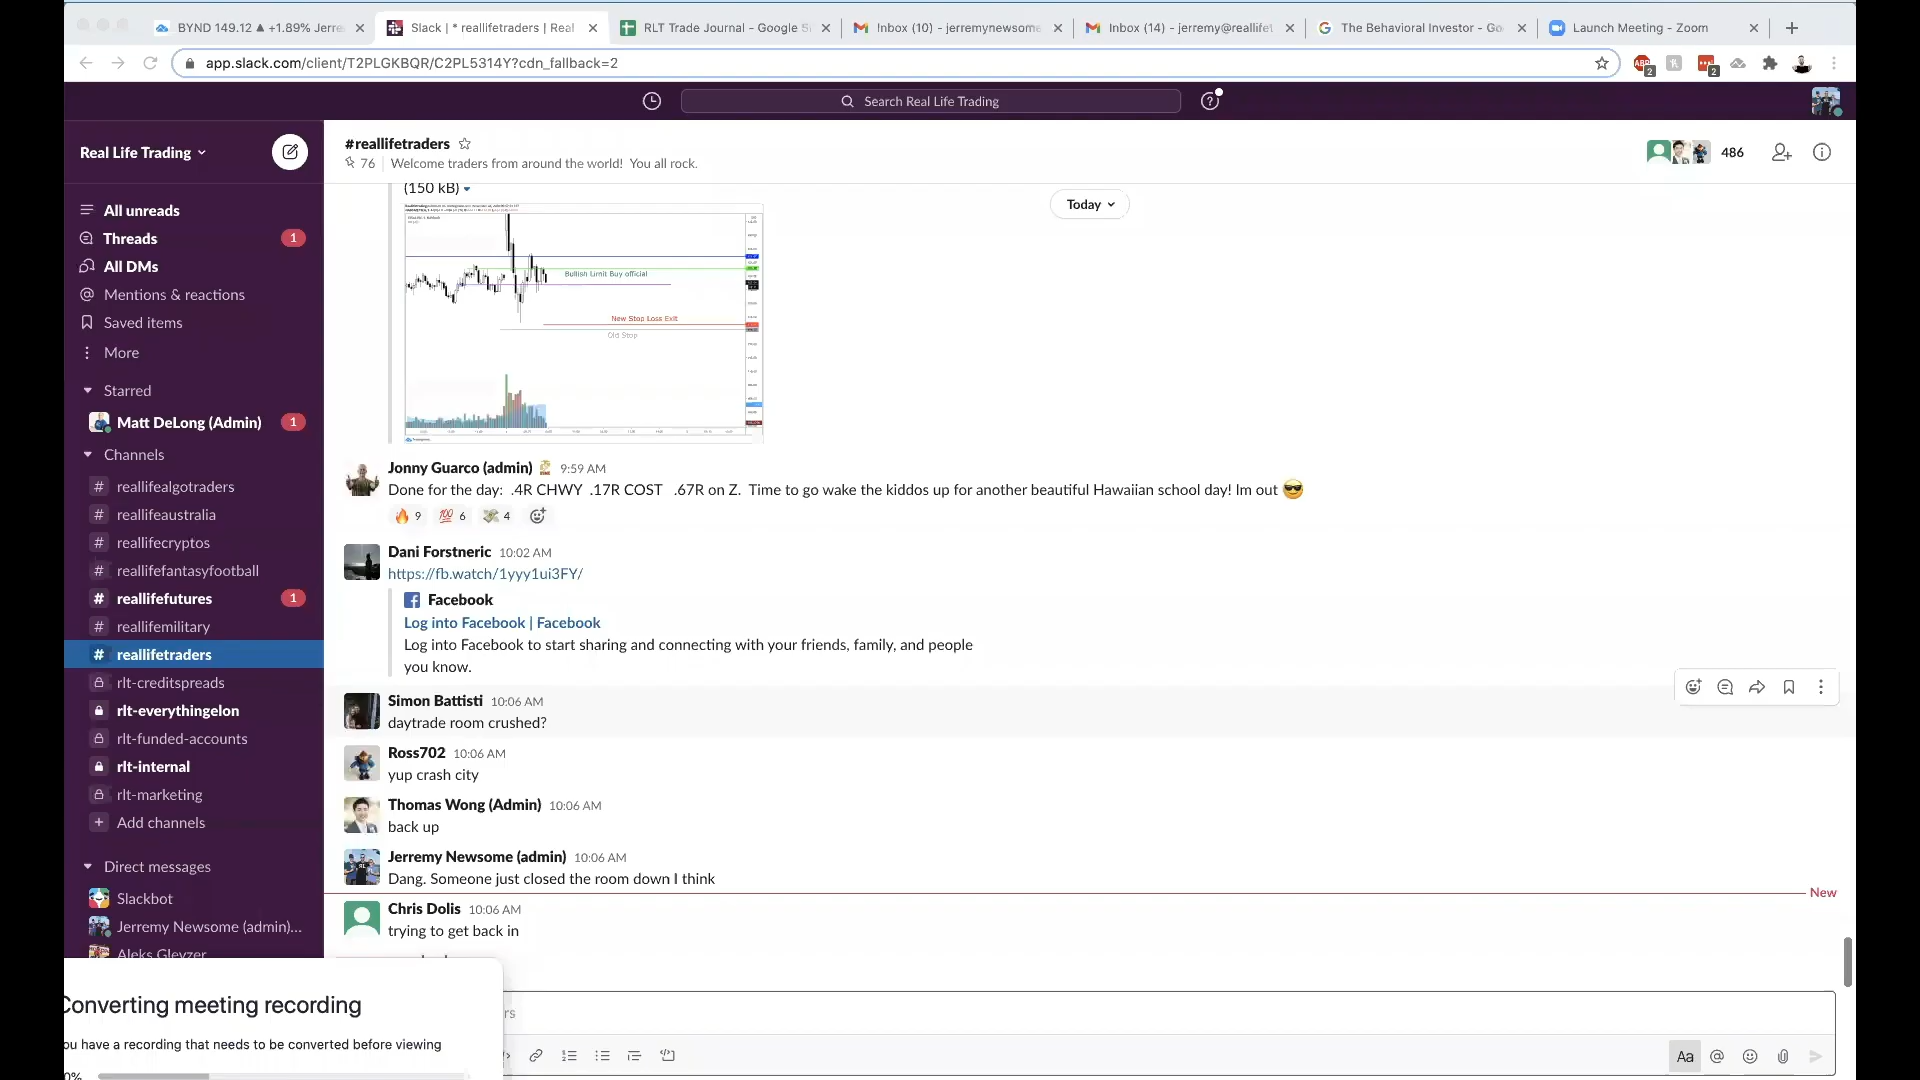 BYND 149.12 ▲ +1.89% Jerre
Slack | * reallifetraders | Real
RLT Trade Journal - Google S
Inbox (10) - jerremynewsome
Inbox (14) - jerremy@reallifet
The Behavioral Investor - Go
Launch Meeting - Zoom
app.slack.com/client/T2PLGKBQR/C2PL5314Y?cdn_fallback=2
ABP
2
2
Search Real Life Trading
Real Life Trading
#reallifetraders
76 Welcome traders from around the world! You all rock.
486
All unreads
Threads 1
All DMs
Mentions & reactions
Saved items
More
Starred
Matt DeLong (Admin) 1
Channels
# reallifealgotraders
# reallifeaustralia
# reallifecryptos
# reallifefantasyfootball
# reallifefutures 1
# reallifemilitary
# reallifetraders
rlt-creditspreads
rlt-everythingelon
rlt-funded-accounts
rlt-internal
rlt-marketing
+ Add channels
Direct messages
Slackbot
Jerremy Newsome (admin)...
Aleks Gleyzer
(150 kB)
Today
Bullish Limit Buy official
New Stop Loss Exit
Old Stop
Jonny Guarco (admin) 9:59 AM
Done for the day: .4R CHWY .17R COST .67R on Z. Time to go wake the kiddos up for another beautiful Hawaiian school day! Im out 😎
🔥 9 💯 6 💸 4
Dani Forstneric 10:02 AM
https://fb.watch/1yyy1ui3FY/
Facebook
Log into Facebook | Facebook
Log into Facebook to start sharing and connecting with your friends, family, and people
you know.
Simon Battisti 10:06 AM
daytrade room crushed?
Ross702 10:06 AM
yup crash city
Thomas Wong (Admin) 10:06 AM
back up
Jerremy Newsome (admin) 10:06 AM
Dang. Someone just closed the room down I think
New
Chris Dolis 10:06 AM
trying to get back in
rs
Aa
Converting meeting recording
ou have a recording that needs to be converted before viewing
0%